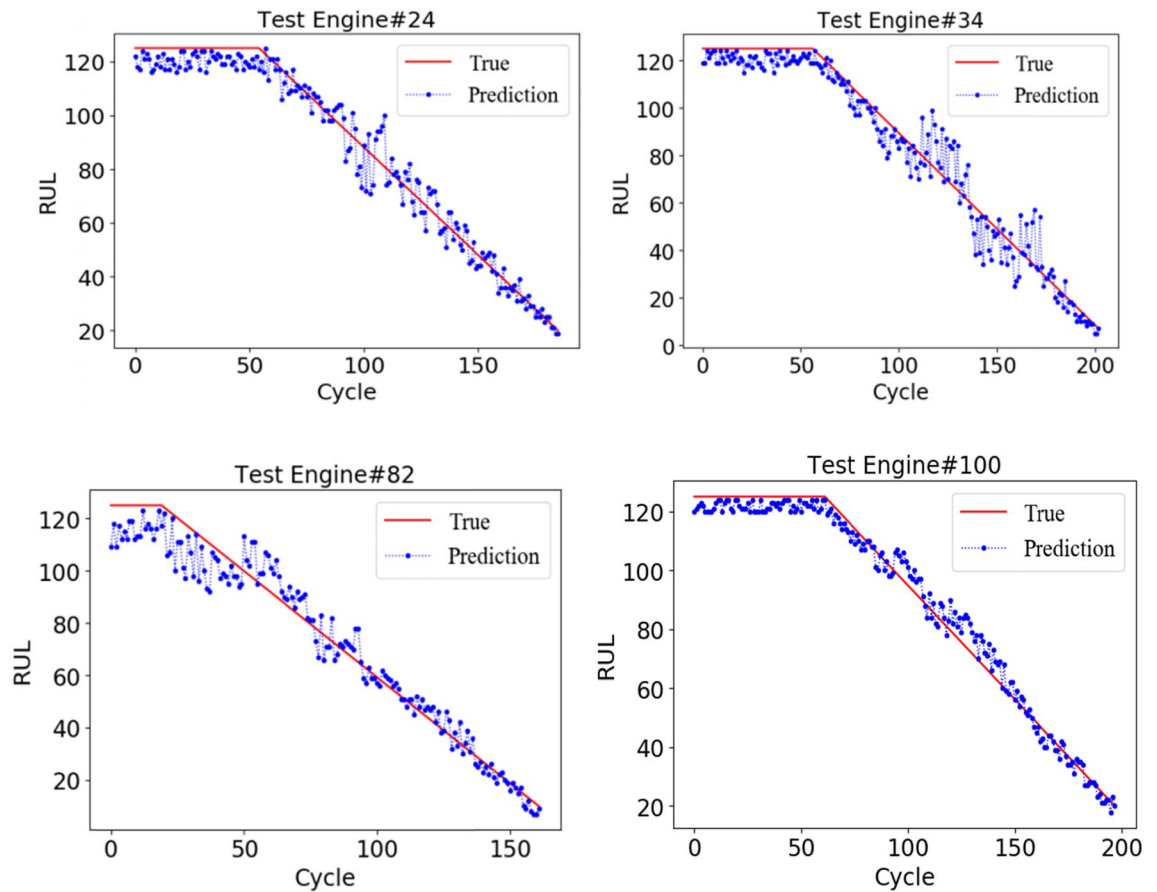 Test Engine#24
True
Prediction
RUL
120
100
80
60
40
20
0 50 100 150
Cycle
Test Engine#34
True
Prediction
RUL
120
100
80
60
40
20
0
0 50 100 150 200
Cycle
Test Engine#82
True
Prediction
RUL
120
100
80
60
40
20
0 50 100 150
Cycle
Test Engine#100
True
Prediction
RUL
120
100
80
60
40
20
0 50 100 150 200
Cycle